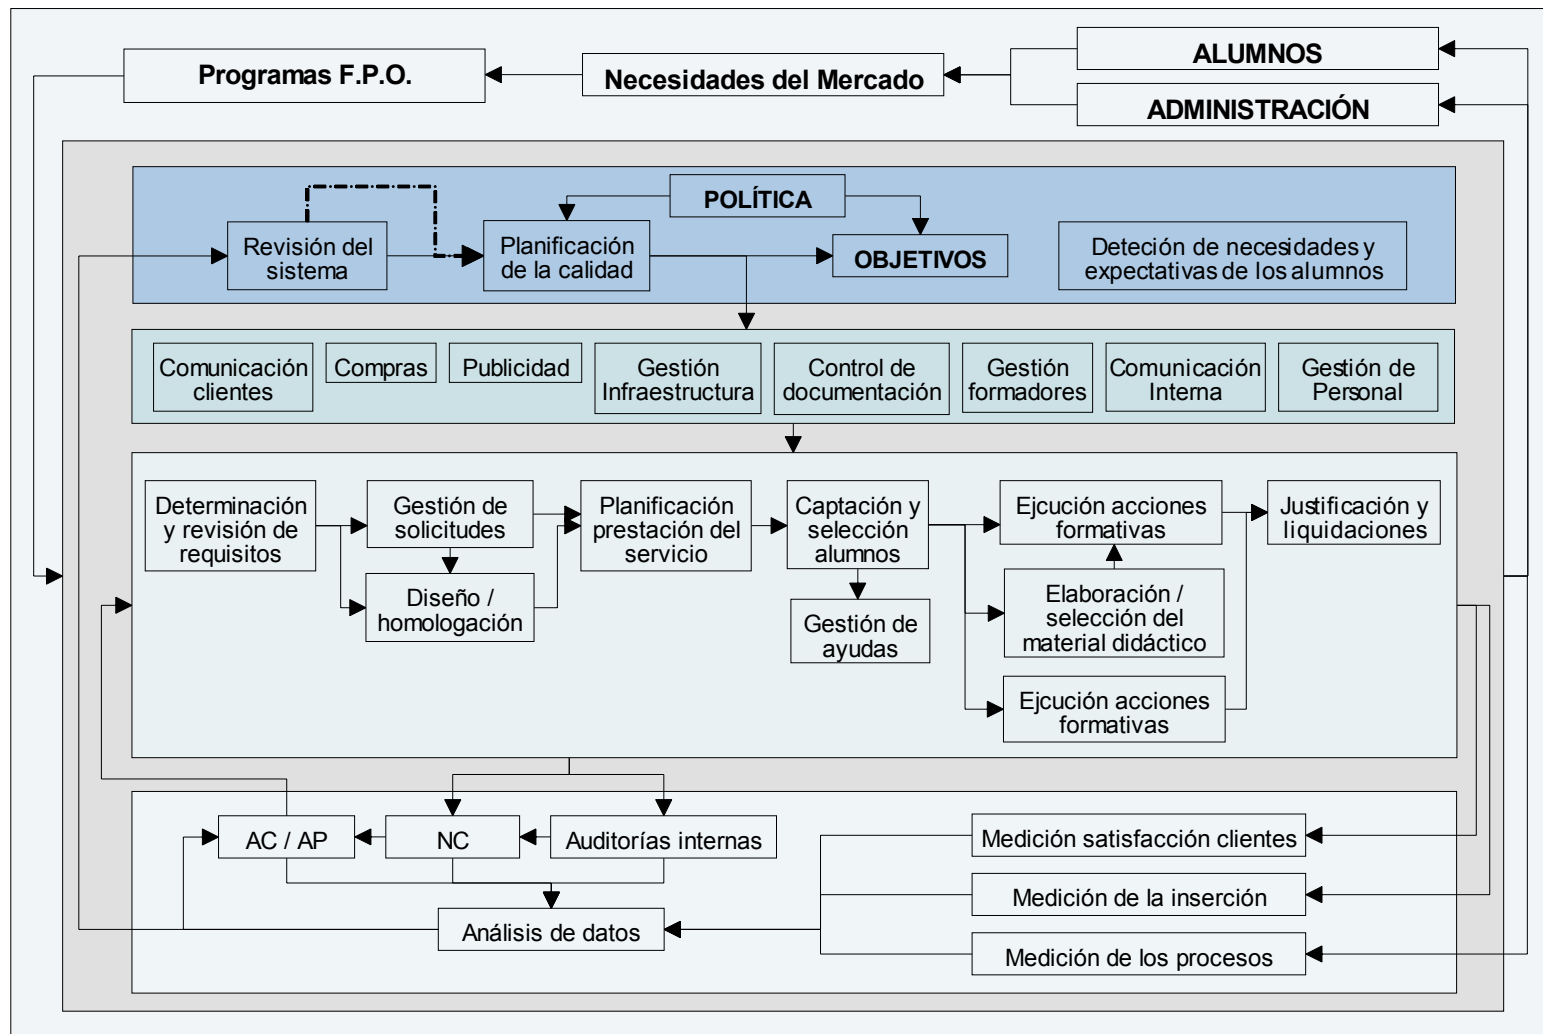 Programas F.P.O.
Necesidades del Mercado
ALUMNOS
ADMINISTRACIÓN
POLÍTICA
Revisión del
sistema
Planificación
de la calidad
OBJETIVOS
Deteción de necesidades y
expectativas de los alumnos
Comunicación
clientes
Compras
Publicidad
Gestión
Infraestructura
Control de
documentación
Gestión
formadores
Comunicación
Interna
Gestión de
Personal
Determinación
y revisión de
requisitos
Gestión de
solicitudes
Diseño /
homologación
Planificación
prestación del
servicio
Captación y
selección
alumnos
Gestión de
ayudas
Ejcución acciones
formativas
Elaboración /
selección del
material didáctico
Ejcución acciones
formativas
Justificación y
liquidaciones
AC / AP
NC
Auditorías internas
Análisis de datos
Medición satisfacción clientes
Medición de la inserción
Medición de los procesos